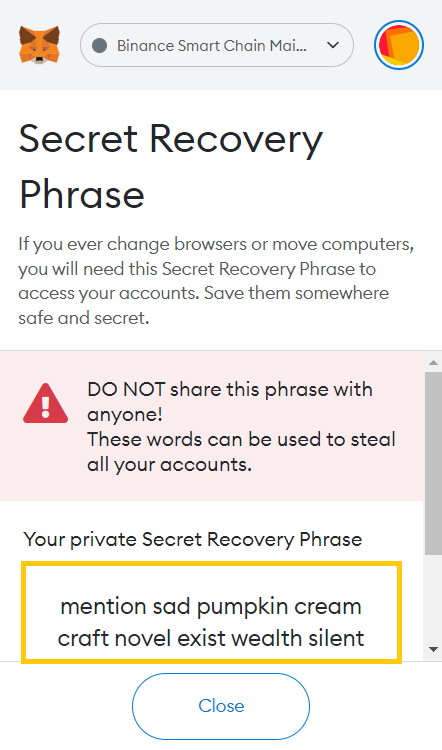 Binance Smart Chain Mai...
Secret Recovery
Phrase
If you ever change browsers or move computers,
you will need this Secret Recovery Phrase to
access your accounts. Save them somewhere
safe and secret.
DO NOT share this phrase with
anyone!
These words can be used to steal
all your accounts.
Your private Secret Recovery Phrase
mention sad pumpkin cream
craft novel exist wealth silent
Close